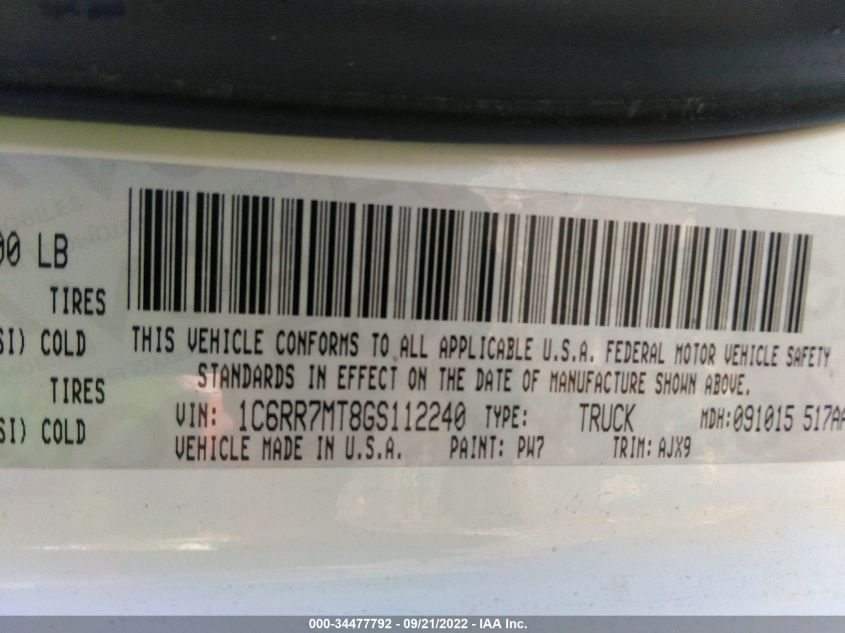 00 LB
TIRES
SI) COLD
TIRES
SI) COLD
THIS VEHICLE CONFORMS TO ALL APPLICABLE U.S.A. FEDERAL MOTOR VEHICLE SAFETY
STANDARDS IN EFFECT ON THE DATE OF MANUFACTURE SHOWN ABOVE.
VIN: 1C6RR7MT8GS112240 TYPE: TRUCK MDH:091015 517AA
VEHICLE MADE IN U.S.A. PAINT: PW7 TRIM: AJX9
000-34477792 - 09/21/2022 - IAA Inc.